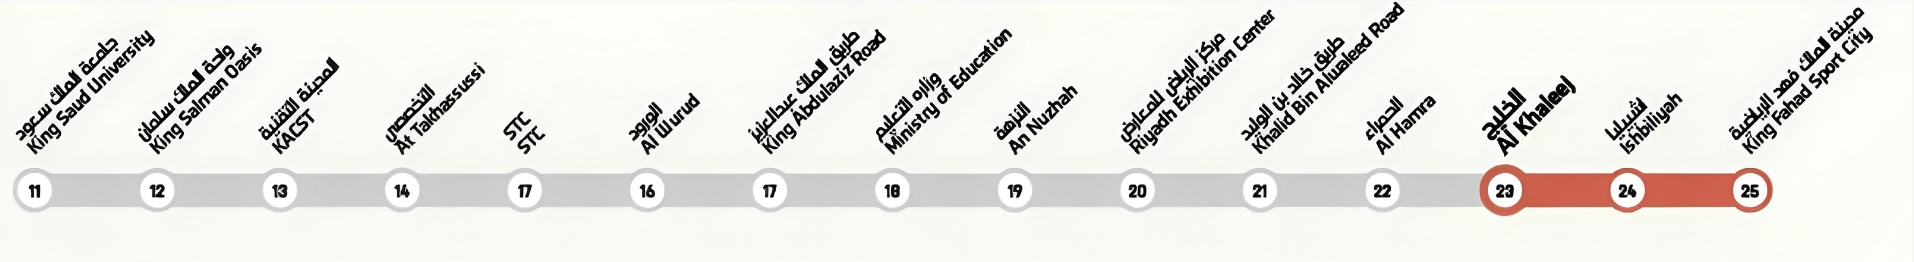 جامعة الملك سعود
King Saud University
واحة الملك سلمان
King Salman Oasis
المدينة التقنية
KACST
التخصصي
At Takhassussi
STC
STC
الورود
Al Wurud
طريق الملك عبدالعزيز
King Abdulaziz Road
وزارة التعليم
Ministry of Education
النزهة
An Nuzhah
مركز الرياض للمعارض
Riyadh Exhibition Center
طريق خالد بن الوليد
Khalid Bin Alwaleed Road
الحمراء
Al Hamra
الخليج
Al Khaleej
اشبيليا
Ishbiliyah
مدينة الملك فهد الرياضية
King Fahad Sport City
11 12 13 14 17 16 17 18 19 20 21 22 23 24 25